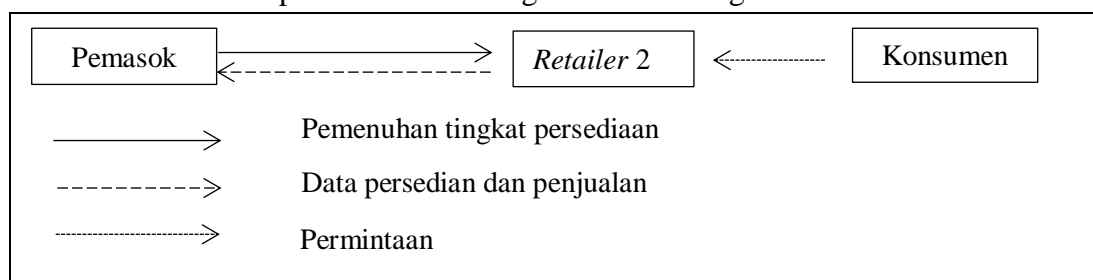 Pemasok
Retailer 2
Konsumen
Pemenuhan tingkat persediaan
Data persedian dan penjualan
Permintaan